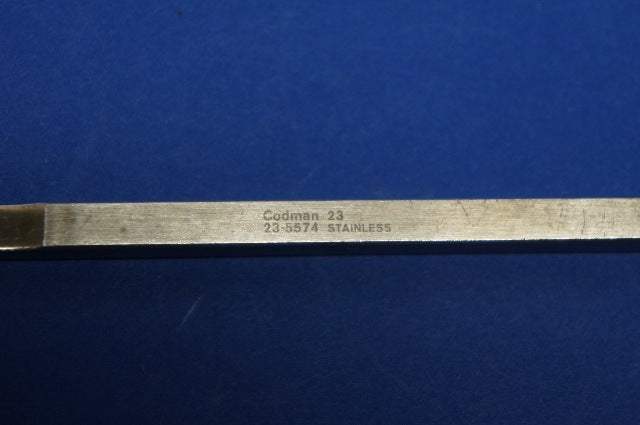 Codman 23
23-5574 STAINLESS